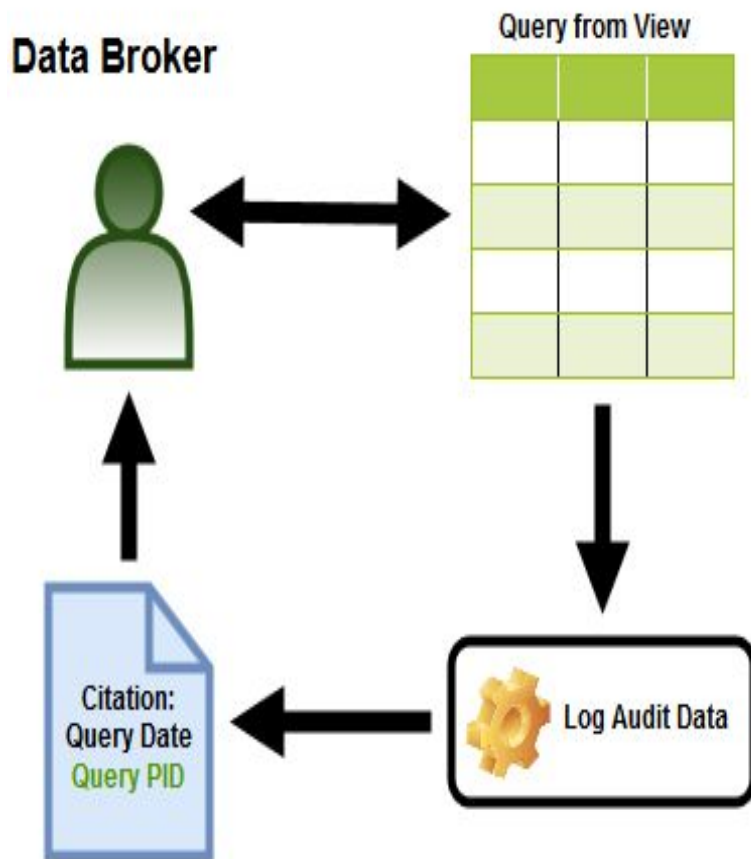 Query from View
Data Broker
Log Audit Data
Citation:
Query Date
Query PID